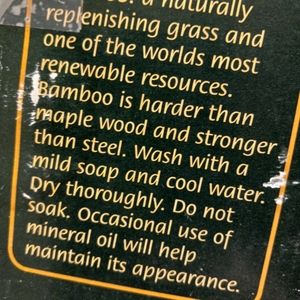 a naturally
replenishing grass and
one of the worlds most
renewable resources.
Bamboo is harder than
maple wood and stronger
than steel. Wash with a
mild soap and cool water.
Dry thoroughly. Do not
soak. Occasional use of
mineral oil will help
maintain its appearance.